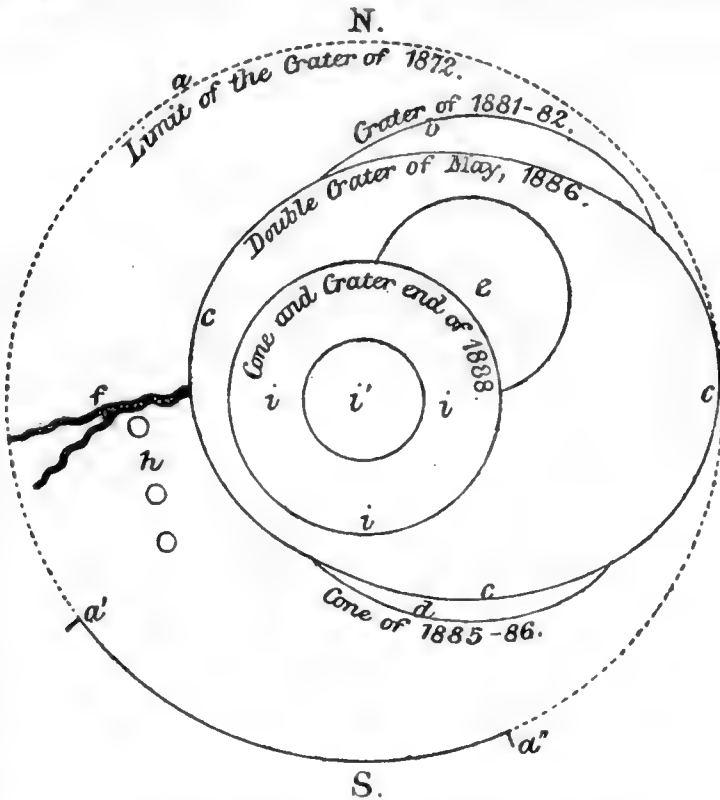 N.
a
Limit of the Crater of 1872.
Crater of 1881-82.
b
Double Crater of May, 1886.
e
Cone and Crater end of 1888.
c
c
f
i i' i
h
i
c
d
Cone of 1885-86.
a'
a"
S.